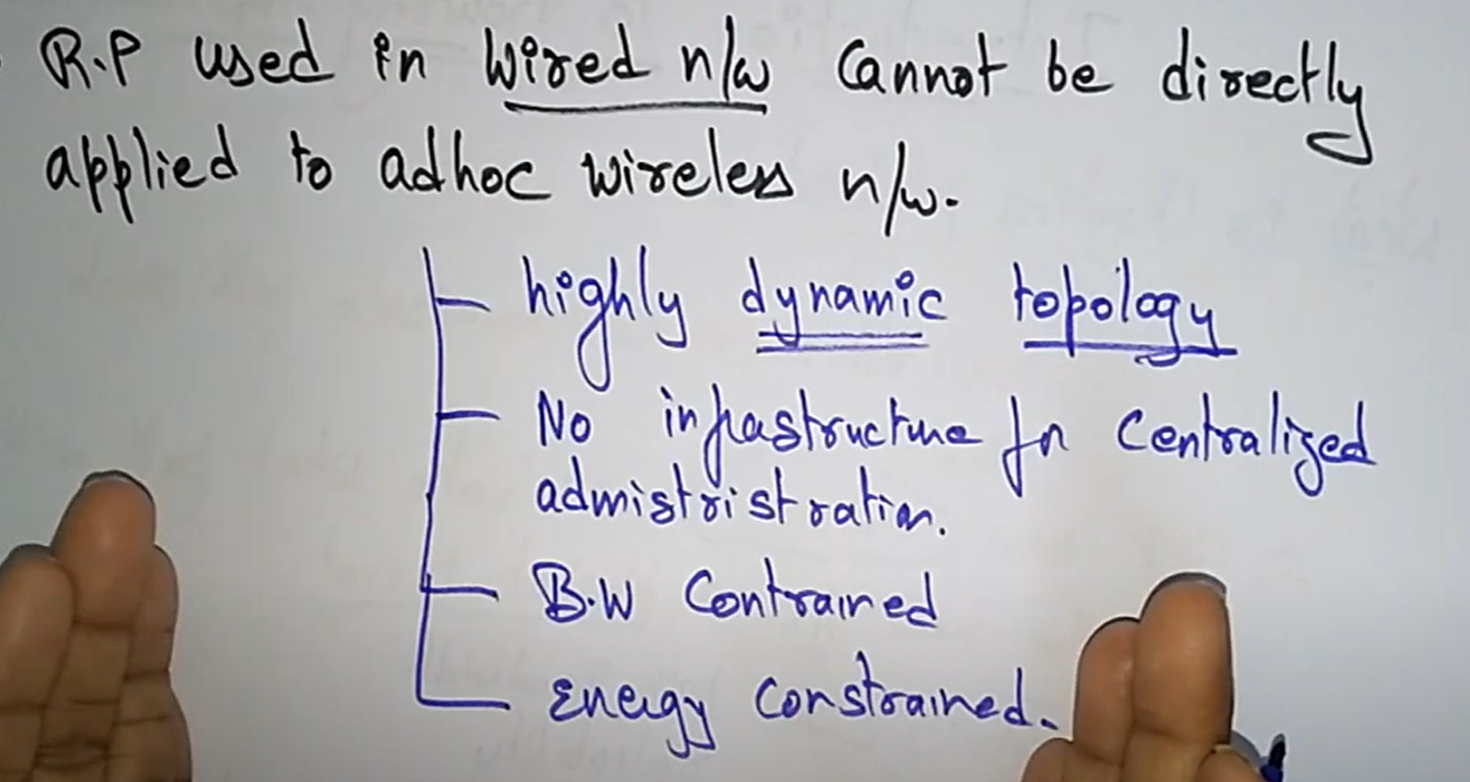 R.P used in wired n/w cannot be directly
applied to adhoc wireless n/w.
highly dynamic topology
No infrastructure for Centralized
admistristration.
B.W Contrained
Energy constrained.